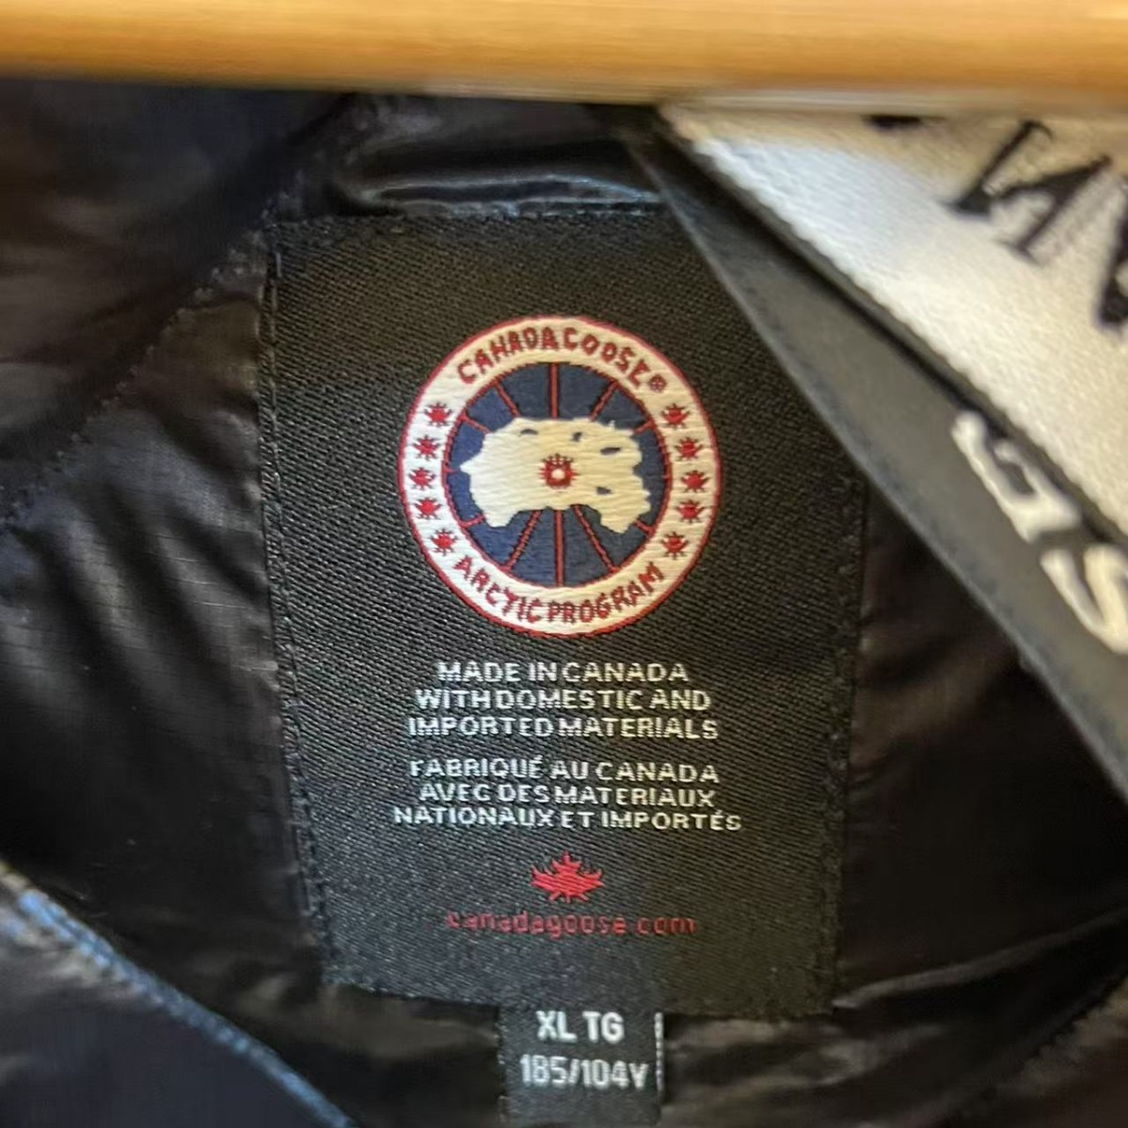 CANADA GOOSE®
ARCTIC PROGRAM
MADE IN CANADA
WITH DOMESTIC AND
IMPORTED MATERIALS
FABRIQUÉ AU CANADA
AVEC DES MATERIAUX
NATIONAUX ET IMPORTÉS
canadagoose.com
XL TG
185/104Y